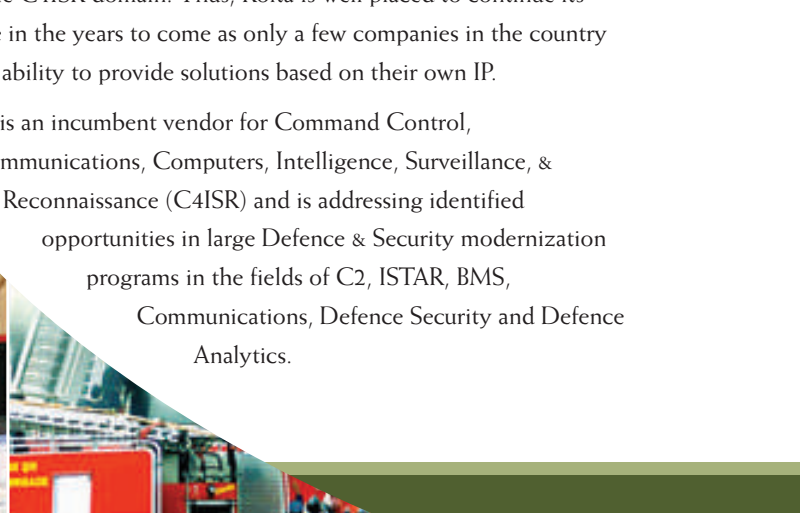 C4ISR domain. Thus, Rolta is well placed to continue its
in the years to come as only a few companies in the country
ability to provide solutions based on their own IP.
is an incumbent vendor for Command Control,
mmunications, Computers, Intelligence, Surveillance, &
Reconnaissance (C4ISR) and is addressing identified
opportunities in large Defence & Security modernization
programs in the fields of C2, ISTAR, BMS,
Communications, Defence Security and Defence
Analytics.